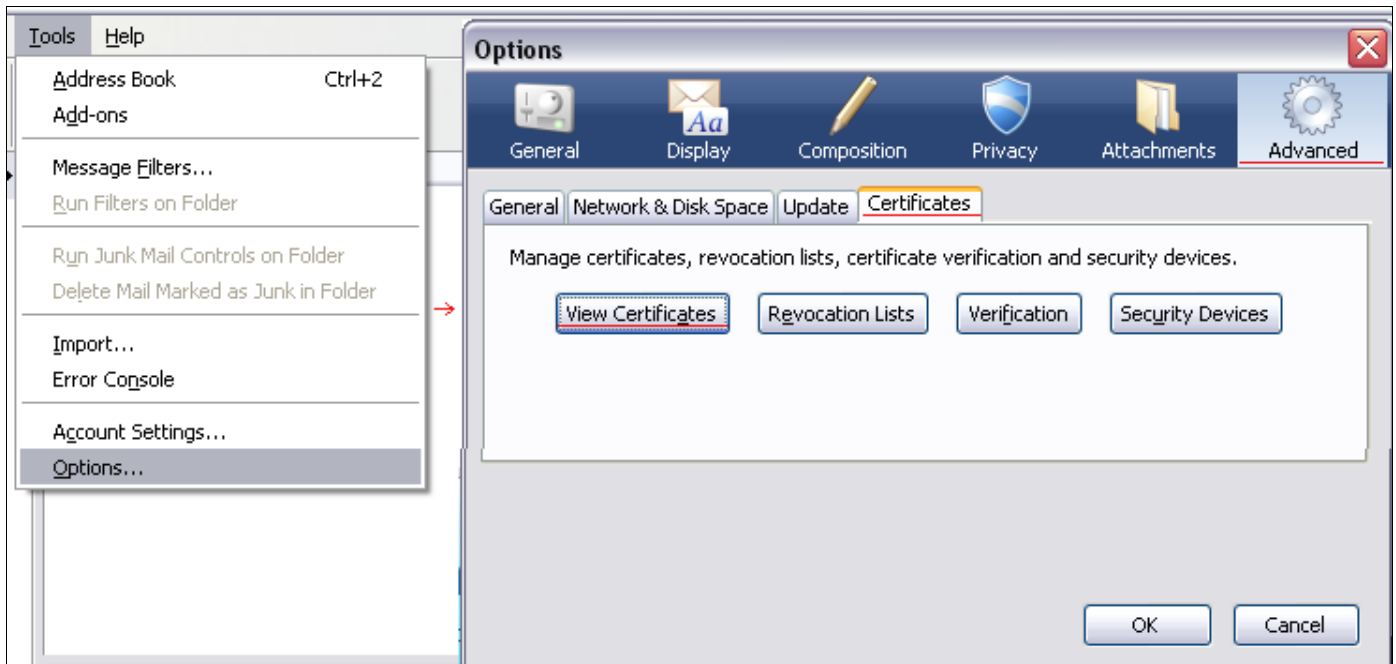 Tools Help
Address Book Ctrl+2
Add-ons
Message Filters...
Run Filters on Folder
Run Junk Mail Controls on Folder
Delete Mail Marked as Junk in Folder
Import...
Error Console
Account Settings...
Options...
Options
Aa
General Display Composition Privacy Attachments Advanced
General Network & Disk Space Update Certificates
Manage certificates, revocation lists, certificate verification and security devices.
View Certificates Revocation Lists Verification Security Devices
OK Cancel